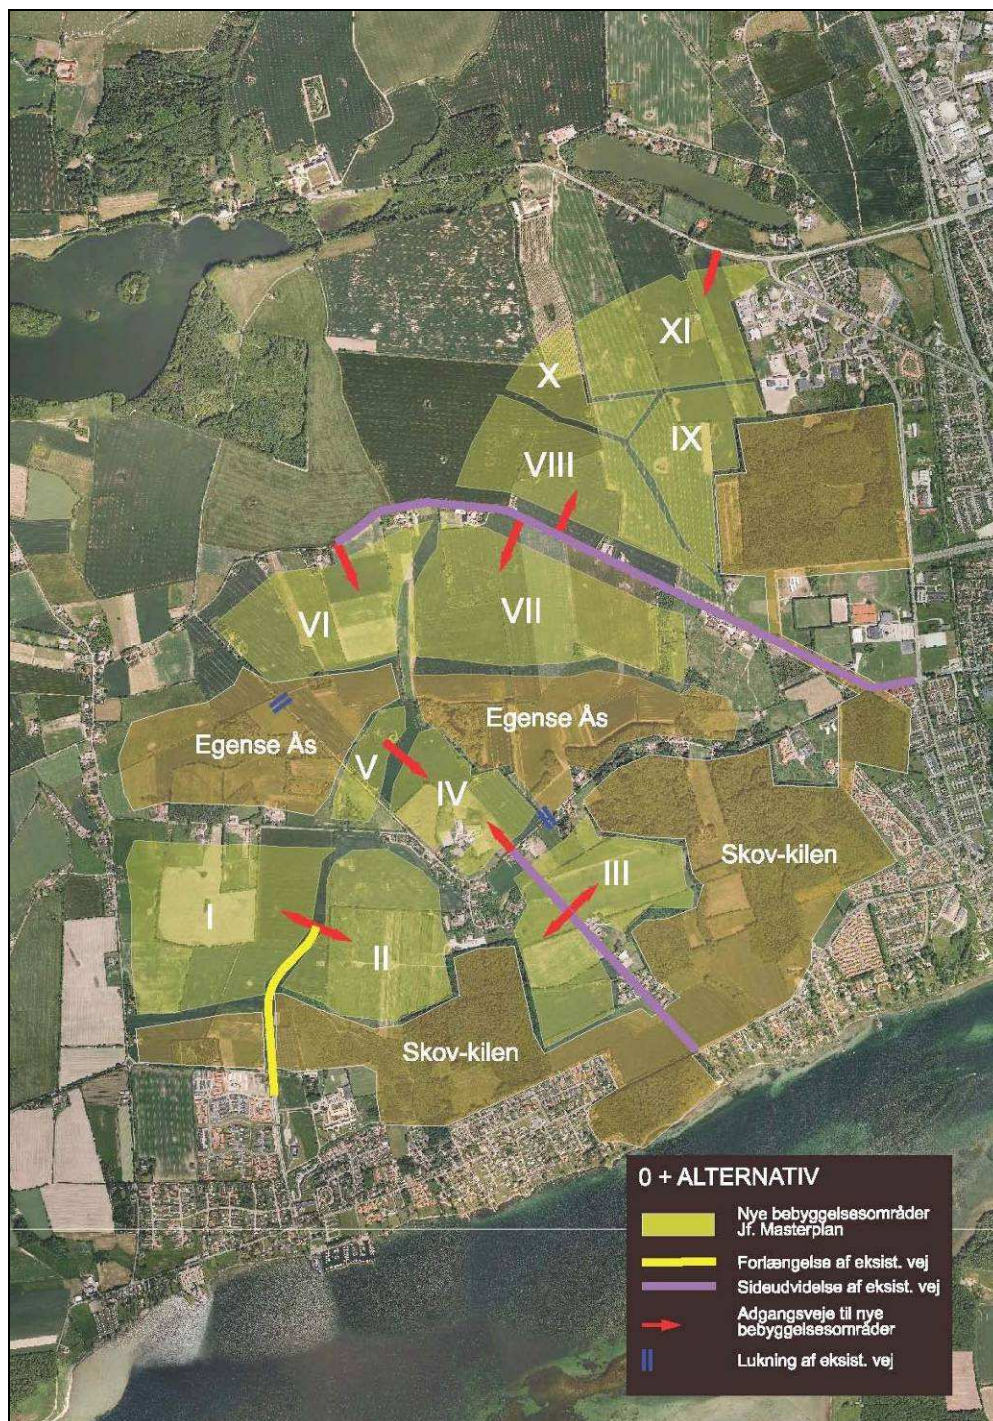 XI
X
IX
VIII
VI
VII
Egense Ås
Egense Ås
V
IV
Skov-kilen
III
I
II
Skov-kilen
0 + ALTERNATIV
Nye bebyggelsesområder
Jf. Masterplan
Forlængelse af eksist. vej
Sideudvidelse af eksist. vej
Adgangsveje til nye
bebyggelsesområder
Lukning af eksist. vej